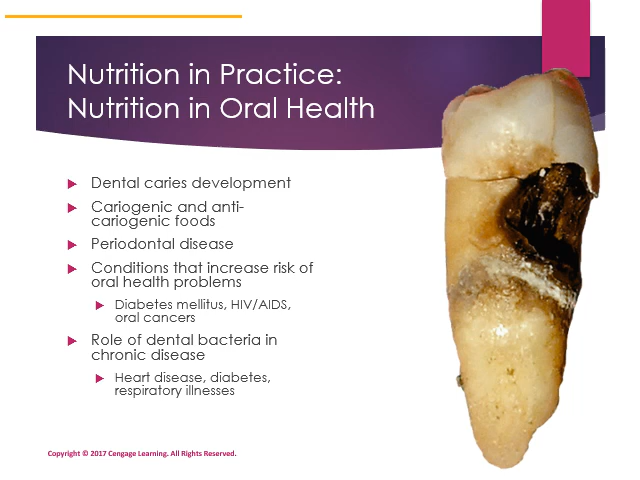 Nutrition in Practice:
Nutrition in Oral Health
Dental caries development
Cariogenic and anti-
cariogenic foods
Periodontal disease
Conditions that increase risk of
oral health problems
Diabetes mellitus, HIV/AIDS,
oral cancers
Role of dental bacteria in
chronic disease
Heart disease, diabetes,
respiratory illnesses
Copyright © 2017 Cengage Learning. All Rights Reserved.